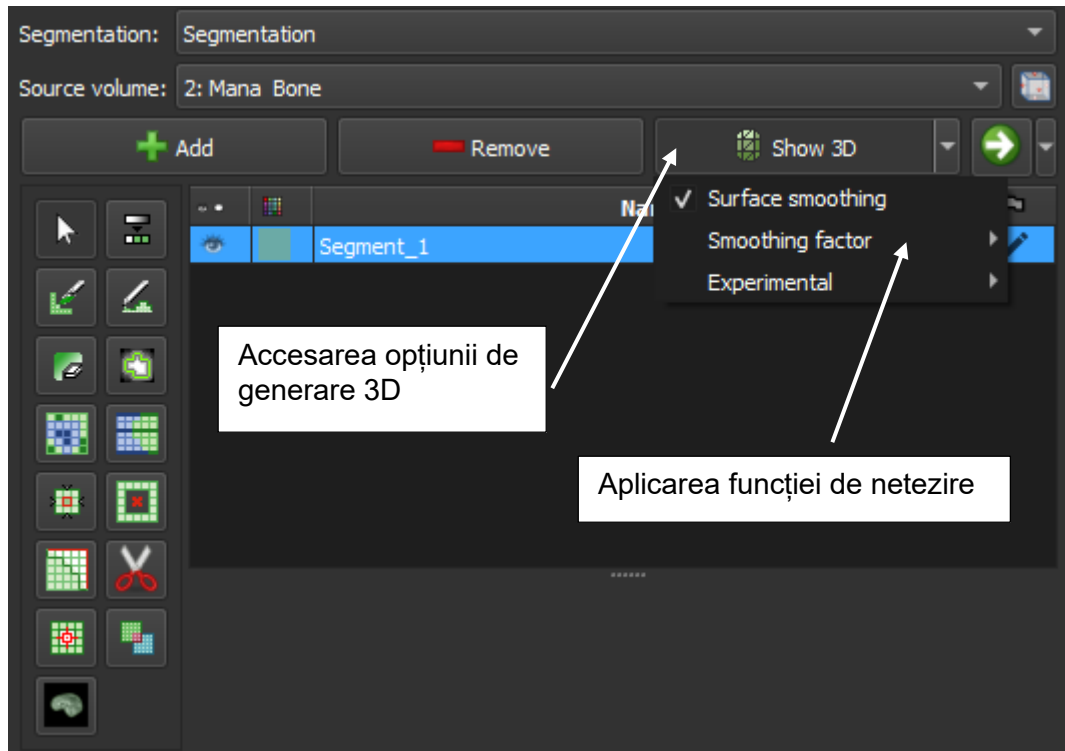 Segmentation: Segmentation
Source volume: 2: Mana Bone
Add Remove Show 3D
Surface smoothing
Segment_1
Smoothing factor
Experimental
Accesarea opțiunii de
generare 3D
Aplicarea funcției de netezire